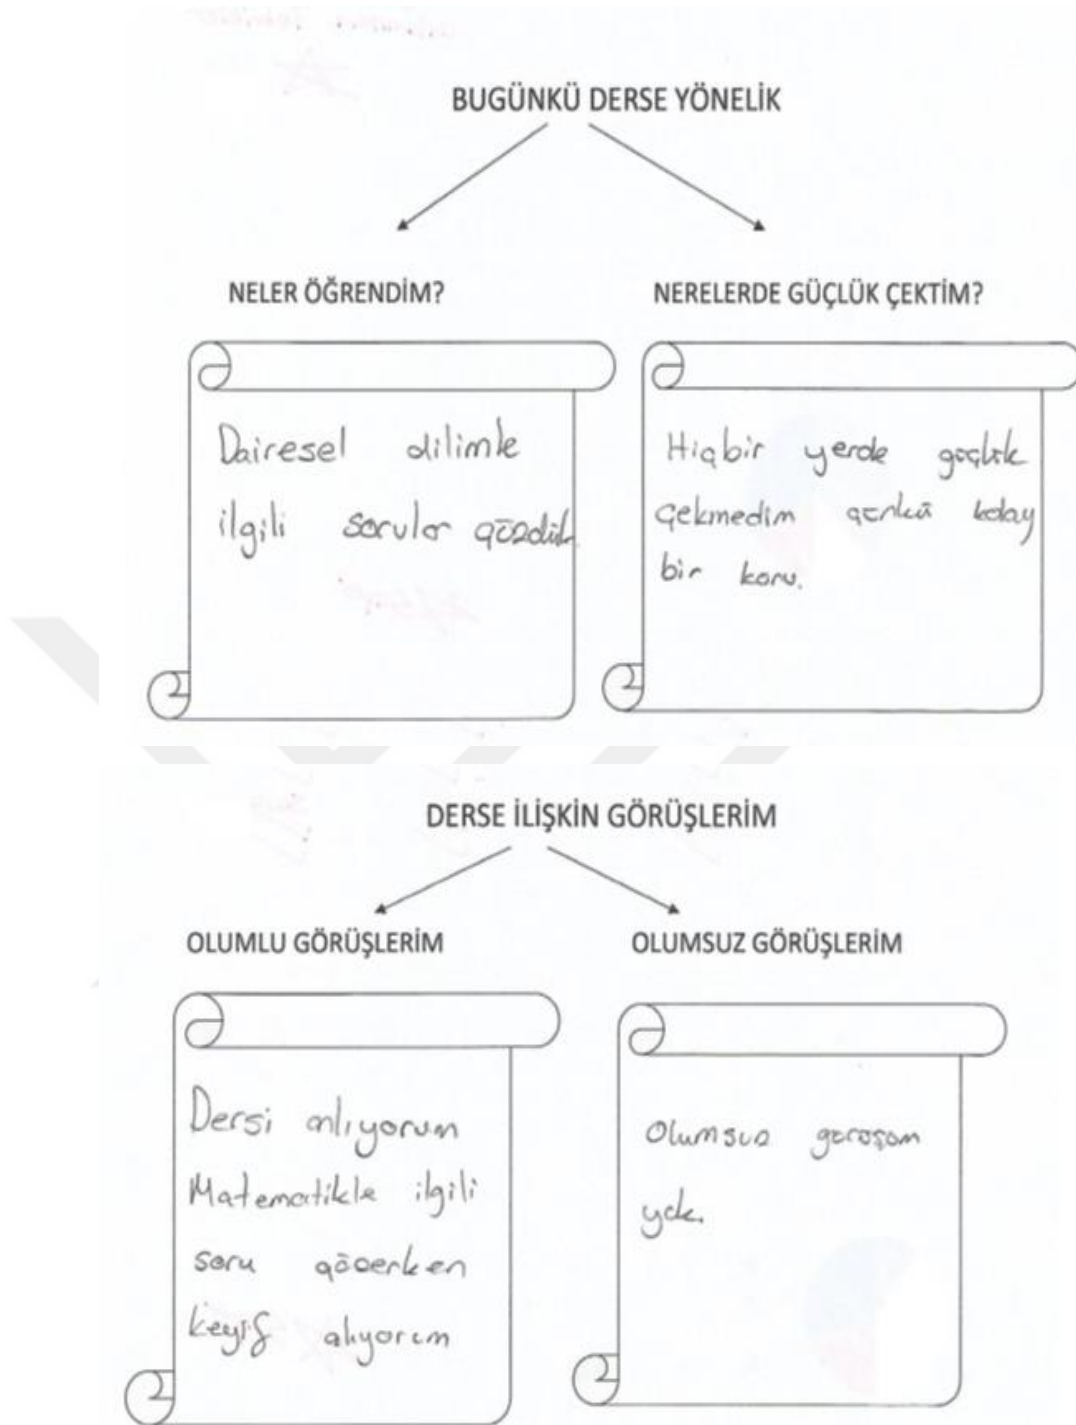 BUGÜNKÜ DERSE YÖNELİK
NELER ÖĞRENDİM?
Dairesel dilimle
ilgili sorular çözdük.
NERELERDE GÜÇLÜK ÇEKTİM?
Hiçbir yerde güçlük
çekmedim çünkü kolay
bir konu.
DERSE İLİŞKİN GÖRÜŞLERİM
OLUMLU GÖRÜŞLERİM
Dersi anlıyorum
Matematikle ilgili
soru çözerken
keyif alıyorum
OLUMSUZ GÖRÜŞLERİM
Olumsuz görüşüm
yok.